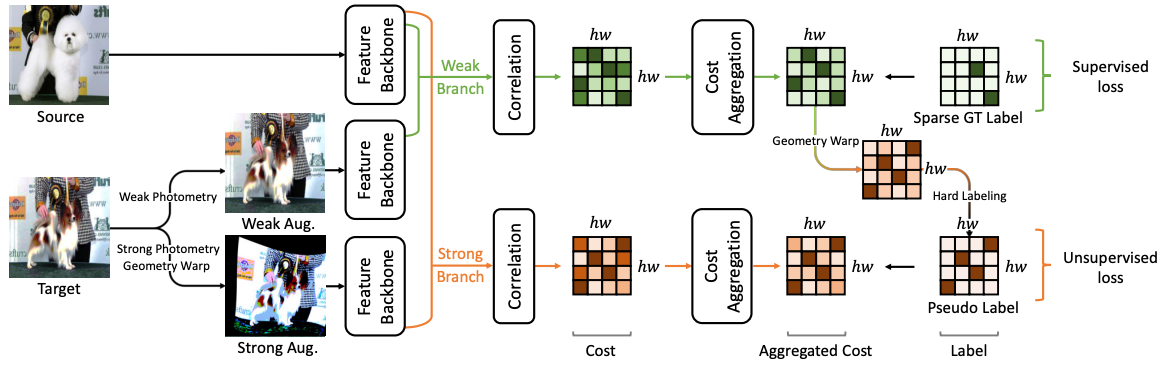 Source
Target
Weak Photometry
Strong Photometry
Geometry Warp
Weak Aug.
Strong Aug.
Feature
Backbone
Feature
Backbone
Feature
Backbone
Weak
Branch
Strong
Branch
Correlation
Correlation
hw
hw
hw
hw
Cost
Aggregation
Cost
Aggregation
hw
hw
hw
hw
hw
hw
Sparse GT Label
Geometry Warp
hw
hw
Hard Labeling
hw
hw
Pseudo Label
Supervised
loss
Unsupervised
loss
Cost
Aggregated Cost
Label